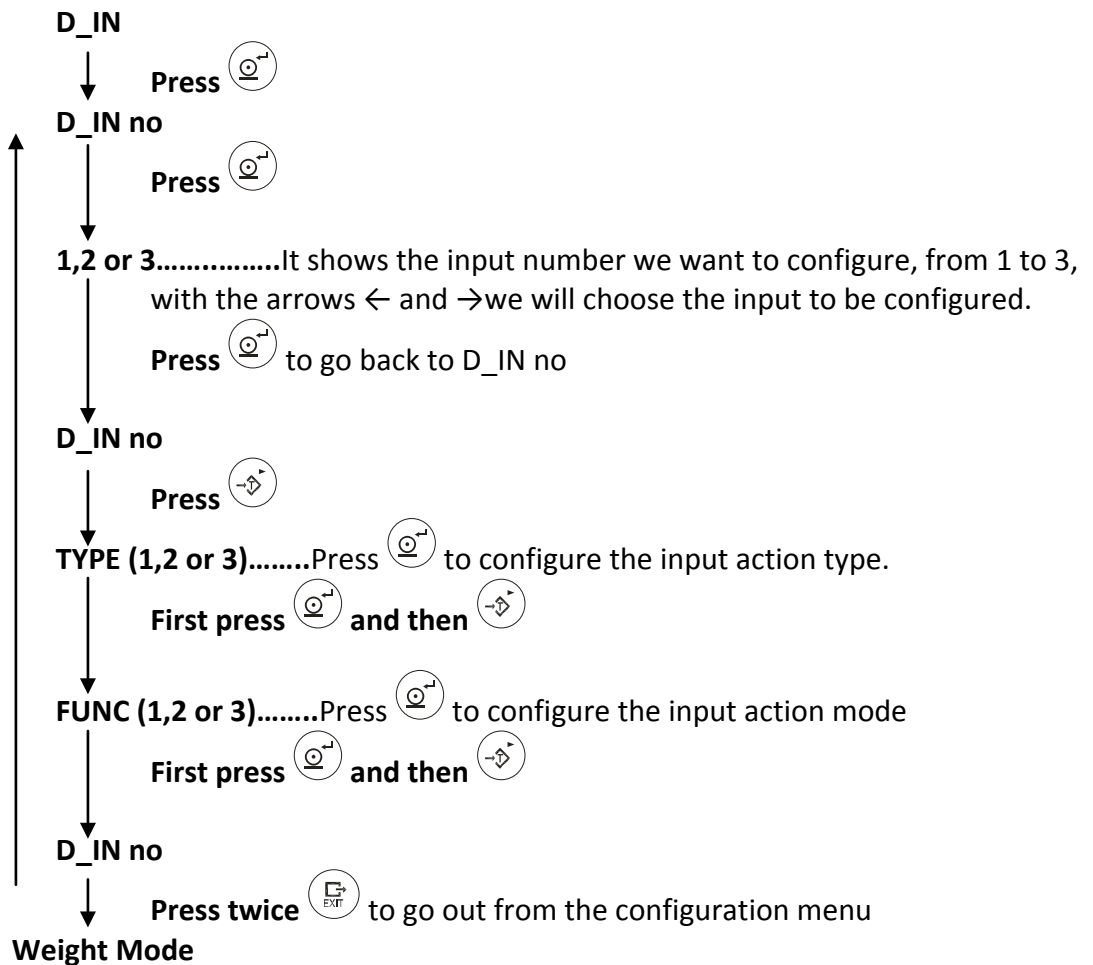 D_IN
Press
D_IN no
Press
1,2 or 3……..……..It shows the input number we want to configure, from 1 to 3,
with the arrows ← and →we will choose the input to be configured.
Press to go back to D_IN no
D_IN no
Press
TYPE (1,2 or 3)……..Press to configure the input action type.
First press and then
FUNC (1,2 or 3)……..Press to configure the input action mode
First press and then
D_IN no
Press twice EXIT to go out from the configuration menu
Weight Mode